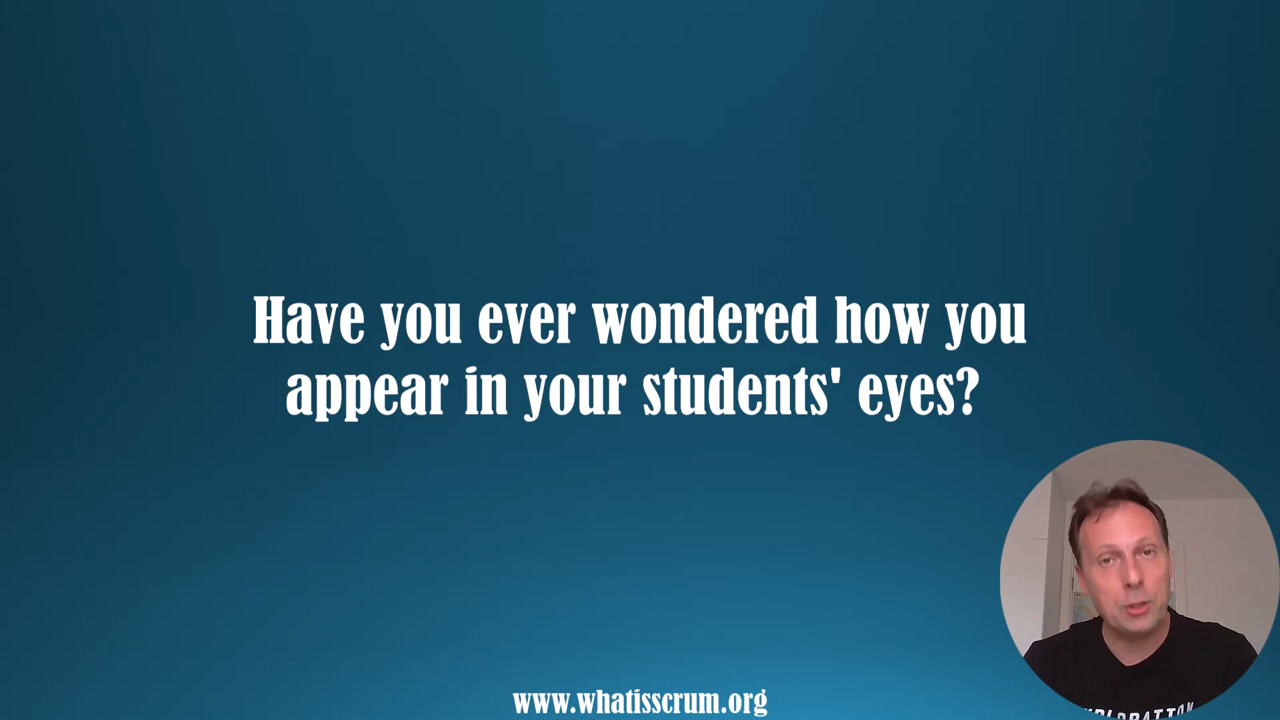 Have you ever wondered how you
appear in your students' eyes?
www.whatisscrum.org